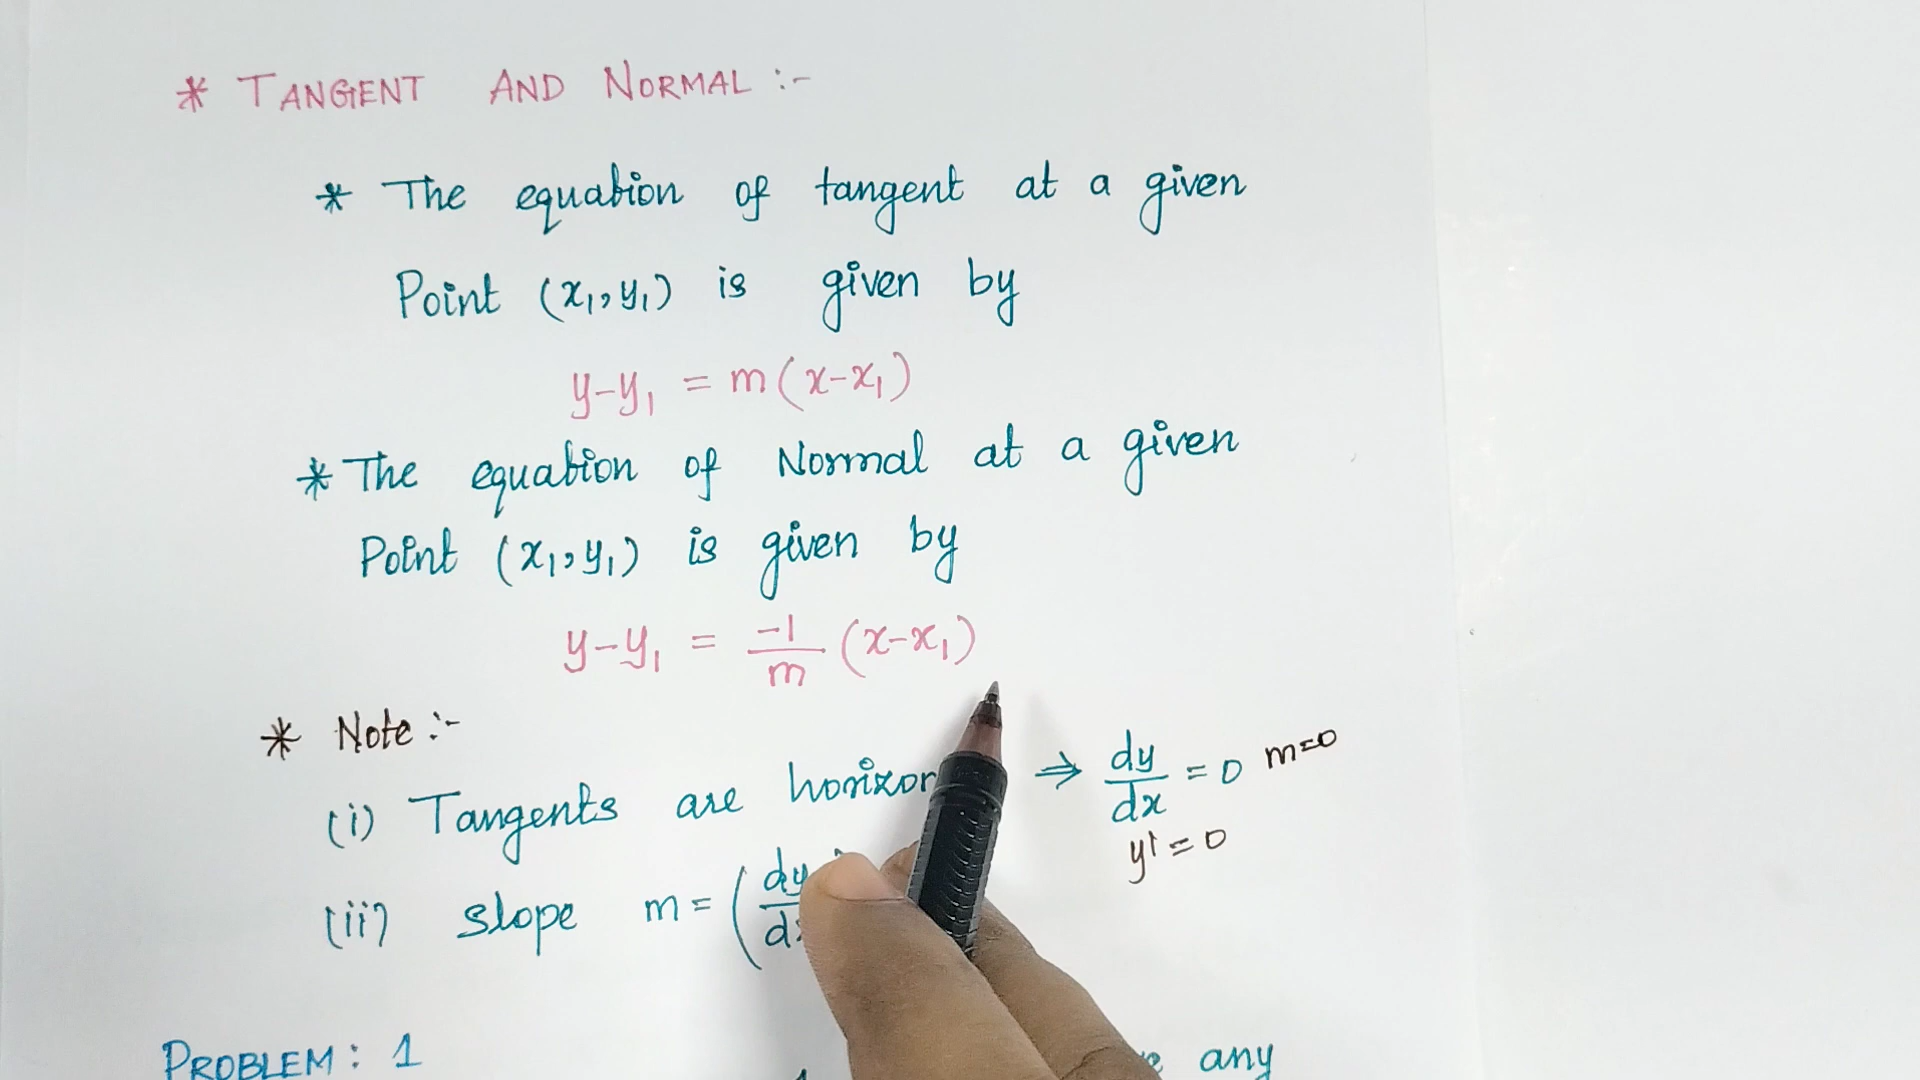 * TANGENT AND NORMAL :-
* The equation of tangent at a given
Point (x₁,y₁) is given by
y-y₁ = m(x-x₁)
* The equation of Normal at a given
Point (x₁,y₁) is given by
y-y₁ = -1/m (x-x₁)
* Note :-
(i) Tangents are ⇒ dy/dx = 0 m=0
y' = 0
(ii) slope m = (dy
PROBLEM: 1 any